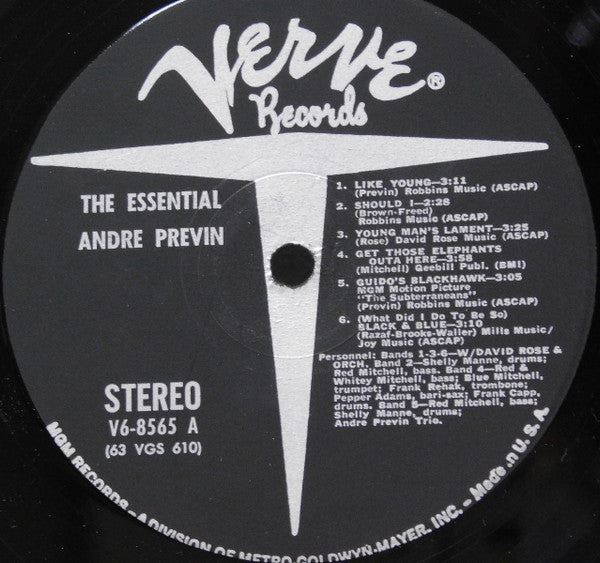 Verve®
Records
THE ESSENTIAL
ANDRE PREVIN
1. LIKE YOUNG—3:11
(Previn) Robbins Music (ASCAP)
2. SHOULD I—2:28
(Brown-Freed)
Robbins Music (ASCAP)
3. YOUNG MAN'S LAMENT—3:25
(Rose) David Rose Music (ASCAP)
4. GET THOSE ELEPHANTS
OUTA HERE—3:58
(Mitchell) Geebill Publ. (BMI)
5. GUIDO'S BLACKHAWK—3:05
MGM Motion Picture
"The Subterraneans"
(Previn) Robbins Music (ASCAP)
6. (What Did I Do To Be So)
BLACK & BLUE—3:10
(Razaf-Brooks-Waller) Mills Music/
Joy Music (ASCAP)
Personnel: Bands 1-3-6—W/DAVID ROSE &
ORCH. Band 2—Shelly Manne, drums;
Red Mitchell, bass. Band 4—Red &
Whitey Mitchell, bass; Blue Mitchell,
trumpet; Frank Rehak, trombone;
Pepper Adams, bari-sax; Frank Capp,
drums. Band 5—Red Mitchell, bass;
Shelly Manne, drums;
Andre Previn Trio.
STEREO
V6-8565 A
(63 VGS 610)
MGM RECORDS—A DIVISION OF METRO-GOLDWYN-MAYER, INC.—Made in U.S.A.